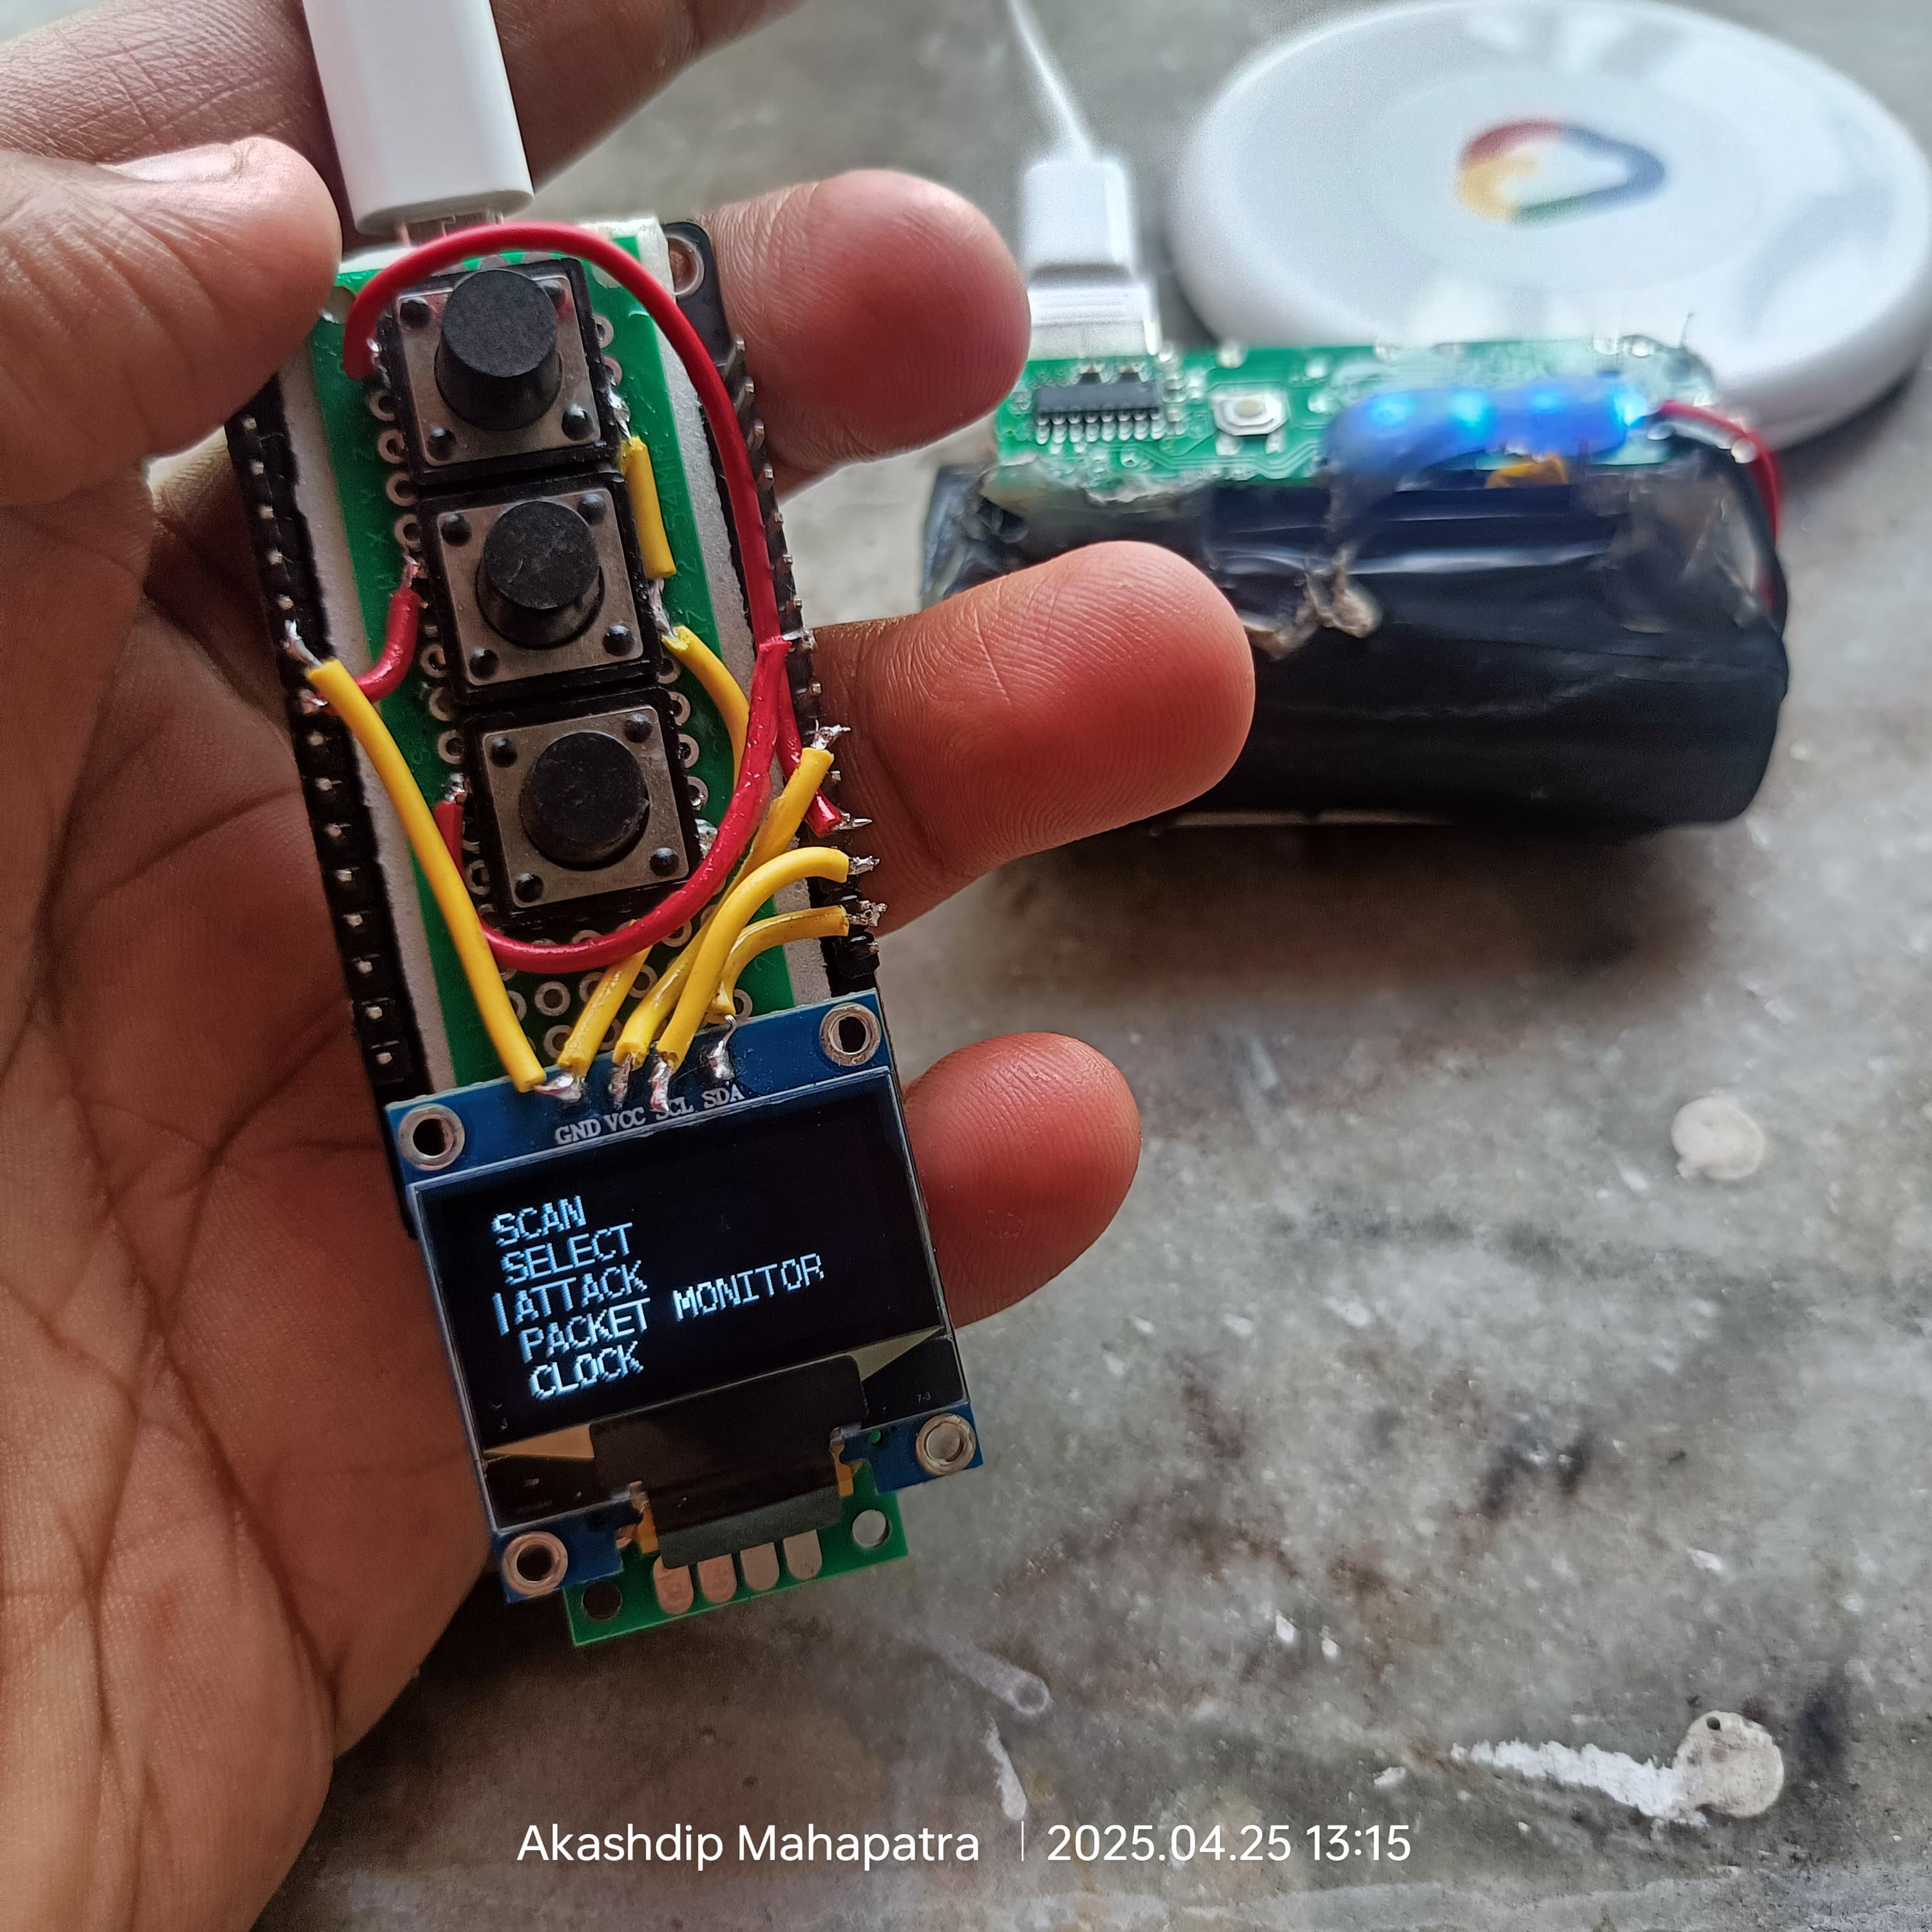 GND VCC SCL SDA
SCAN
SELECT
ATTACK
PACKET MONITOR
CLOCK
Akashdip Mahapatra | 2025.04.25 13:15